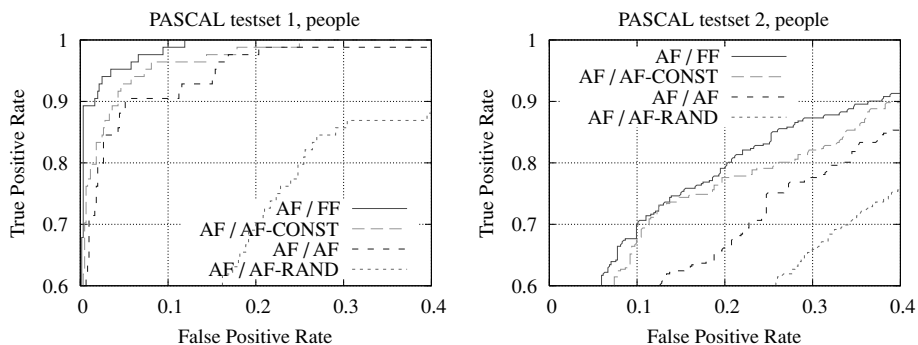 PASCAL testset 1, people
True Positive Rate
1
0.9
0.8
0.7
0.6
AF / FF
AF / AF-CONST
AF / AF
AF / AF-RAND
0 0.1 0.2 0.3 0.4
False Positive Rate
PASCAL testset 2, people
True Positive Rate
1
0.9
0.8
0.7
0.6
AF / FF
AF / AF-CONST
AF / AF
AF / AF-RAND
0 0.1 0.2 0.3 0.4
False Positive Rate